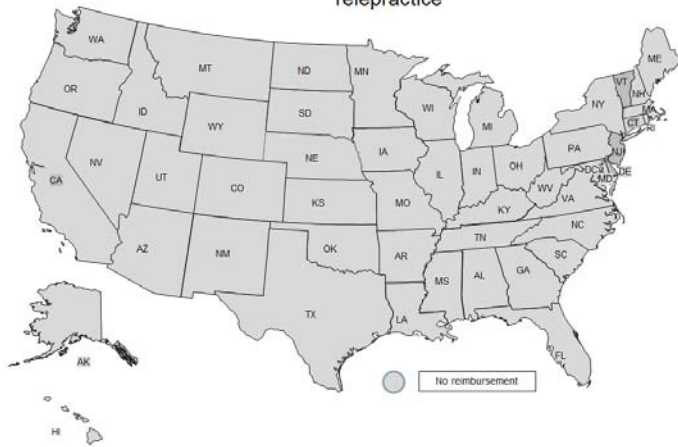 Telepractice
WA
MT
ND
MN
ME
OR
ID
SD
WI
VT
NH
WY
MI
NY
MA
CT
RI
NV
NE
IA
PA
NJ
CA
UT
CO
IL
IN
OH
DC
MD
DE
KS
MO
WV
VA
KY
AZ
NM
OK
AR
TN
NC
SC
MS
AL
GA
TX
LA
FL
AK
HI
No reimbursement